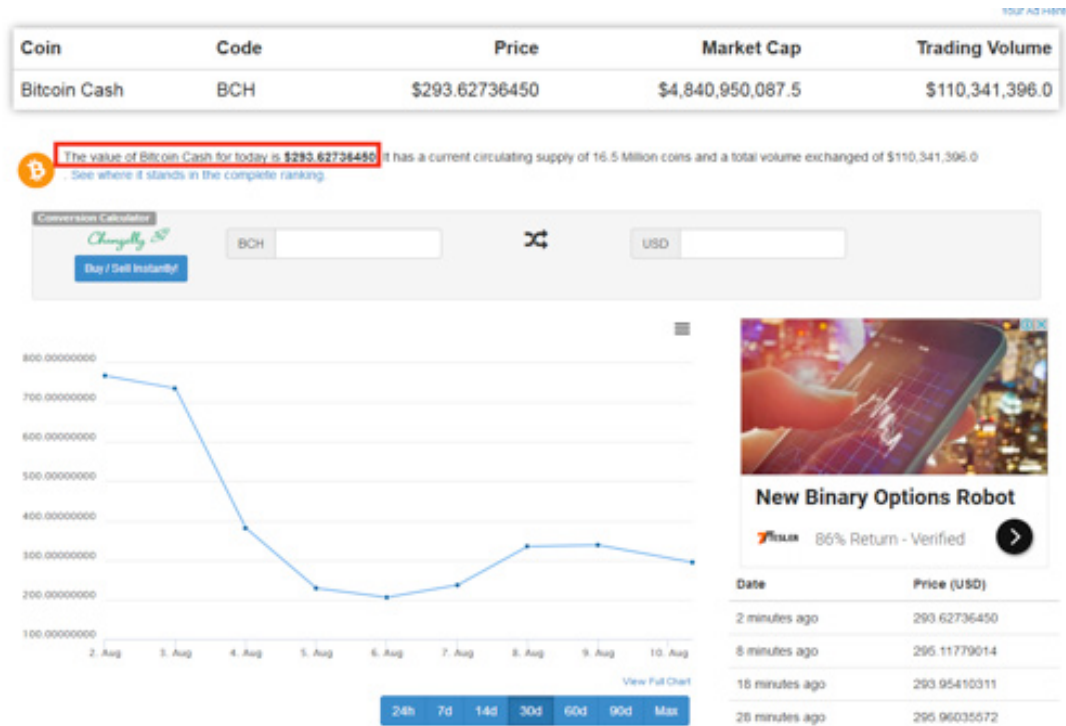 Your Ad Here
Coin Code Price Market Cap Trading Volume
Bitcoin Cash BCH $293.62736450 $4,840,950,087.5 $110,341,396.0
The value of Bitcoin Cash for today is $293.62736450. It has a current circulating supply of 16.5 Million coins and a total volume exchanged of $110,341,396.0
. See where it stands in the complete ranking.
Conversion Calculator
Changelly
BCH USD
Buy / Sell Instantly!
800.00000000
700.00000000
600.00000000
500.00000000
400.00000000
300.00000000
200.00000000
100.00000000
2. Aug 3. Aug 4. Aug 5. Aug 6. Aug 7. Aug 8. Aug 9. Aug 10. Aug
View Full Chart
24h 7d 14d 30d 60d 90d Max
New Binary Options Robot
TESLER 86% Return - Verified
Date Price (USD)
2 minutes ago 293.62736450
8 minutes ago 295.11779014
18 minutes ago 293.95410311
28 minutes ago 295.96035572